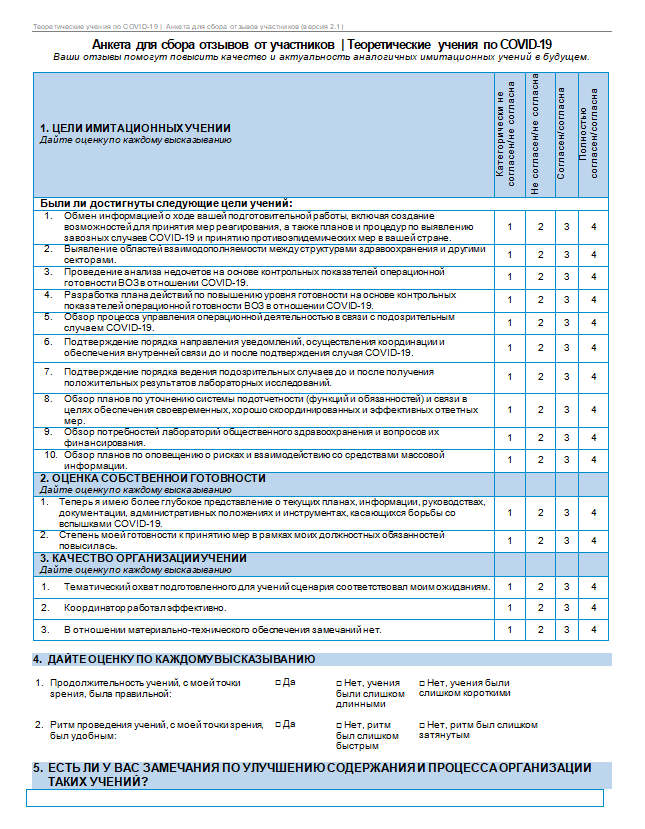 Теоретические учения по COVID-19 | Анкета для сбора отзывов участников (версия 2.1)
Анкета для сбора отзывов от участников | Теоретические учения по COVID-19
Ваши отзывы помогут повысить качество и актуальность аналогичных имитационных учений в будущем.
1. ЦЕЛИ ИМИТАЦИОННЫХ УЧЕНИИ
Дайте оценку по каждому высказыванию
Категорически не
согласен/не согласна
Не согласен/не согласна
Согласен/согласна
Полностью
согласен/согласна
Были ли достигнуты следующие цели учений:
1. Обмен информацией о ходе вашей подготовительной работы, включая создание
возможностей для принятия мер реагирования, а также планов и процедур по выявлению
завозных случаев COVID-19 и принятию противоэпидемических мер в вашей стране.
1 2 3 4
2. Выявление областей взаимодополняемости между структурами здравоохранения и другими
секторами.
1 2 3 4
3. Проведение анализа недочетов на основе контрольных показателей операционной
готовности ВОЗ в отношении COVID-19.
1 2 3 4
4. Разработка плана действий по повышению уровня готовности на основе контрольных
показателей операционной готовности ВОЗ в отношении COVID-19.
1 2 3 4
5. Обзор процесса управления операционной деятельностью в связи с подозрительным
случаем COVID-19.
1 2 3 4
6. Подтверждение порядка направления уведомлений, осуществления координации и
обеспечения внутренней связи до и после подтверждения случая COVID-19.
1 2 3 4
7. Подтверждение порядка ведения подозрительных случаев до и после получения
положительных результатов лабораторных исследований.
1 2 3 4
8. Обзор планов по уточнению системы подотчетности (функций и обязанностей) и связи в
целях обеспечения своевременных, хорошо скоординированных и эффективных ответных
мер.
1 2 3 4
9. Обзор потребностей лабораторий общественного здравоохранения и вопросов их
финансирования.
1 2 3 4
10. Обзор планов по оповещению о рисках и взаимодействию со средствами массовой
информации.
1 2 3 4
2. ОЦЕНКА СОБСТВЕННОЙ ГОТОВНОСТИ
Дайте оценку по каждому высказыванию
1. Теперь я имею более глубокое представление о текущих планах, информации, руководствах,
документации, административных положениях и инструментах, касающихся борьбы со
вспышками COVID-19.
1 2 3 4
2. Степень моей готовности к принятию мер в рамках моих должностных обязанностей
повысилась.
1 2 3 4
3. КАЧЕСТВО ОРГАНИЗАЦИИ УЧЕНИИ
Дайте оценку по каждому высказыванию
1. Тематический охват подготовленного для учений сценария соответствовал моим ожиданиям.
1 2 3 4
2. Координатор работал эффективно.
1 2 3 4
3. В отношении материально-технического обеспечения замечаний нет.
1 2 3 4
4. ДАЙТЕ ОЦЕНКУ ПО КАЖДОМУ ВЫСКАЗЫВАНИЮ
1. Продолжительность учений, с моей точки
зрения, была правильной:
□ Да
□ Нет, учения
были слишком
длинными
□ Нет, учения были
слишком короткими
2. Ритм проведения учений, с моей точки зрения,
был удобным:
□ Да
□ Нет, ритм
был слишком
быстрым
□ Нет, ритм был слишком
затянутым
5. ЕСТЬ ЛИ У ВАС ЗАМЕЧАНИЯ ПО УЛУЧШЕНИЮ СОДЕРЖАНИЯ И ПРОЦЕССА ОРГАНИЗАЦИИ
ТАКИХ УЧЕНИЙ?